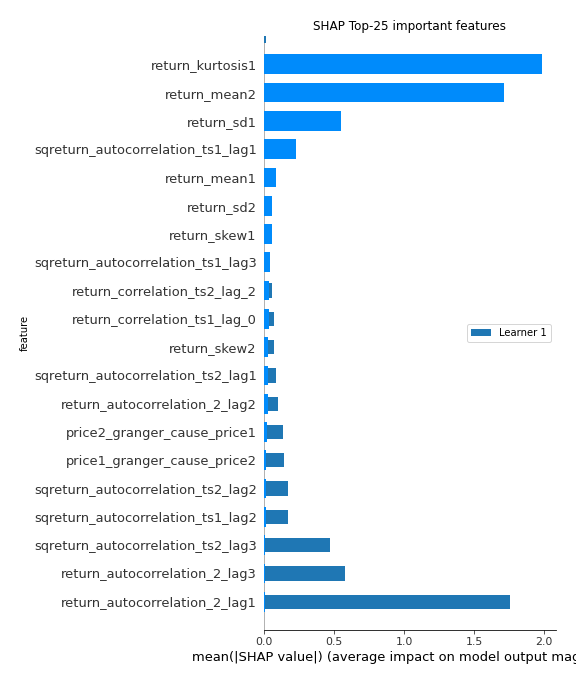 SHAP Top-25 important features
return_kurtosis1
return_mean2
return_sd1
sqreturn_autocorrelation_ts1_lag1
return_mean1
return_sd2
return_skew1
sqreturn_autocorrelation_ts1_lag3
return_correlation_ts2_lag_2
return_correlation_ts1_lag_0
return_skew2
sqreturn_autocorrelation_ts2_lag1
return_autocorrelation_2_lag2
price2_granger_cause_price1
price1_granger_cause_price2
sqreturn_autocorrelation_ts2_lag2
sqreturn_autocorrelation_ts1_lag2
sqreturn_autocorrelation_ts2_lag3
return_autocorrelation_2_lag3
return_autocorrelation_2_lag1
feature
Learner 1
0.0 0.5 1.0 1.5 2.0
mean(|SHAP value|) (average impact on model output mag